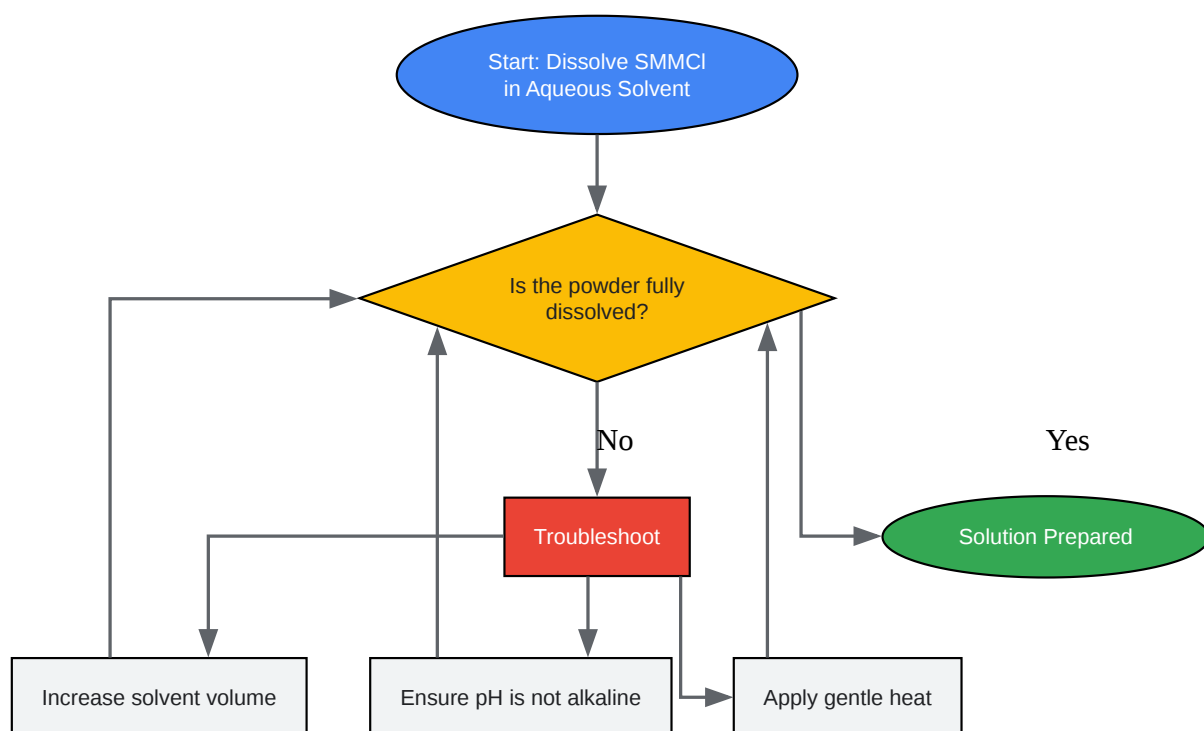 Start: Dissolve SMMCl
in Aqueous Solvent
Is the powder fully
dissolved?
No
Yes
Troubleshoot
Solution Prepared
Increase solvent volume
Ensure pH is not alkaline
Apply gentle heat